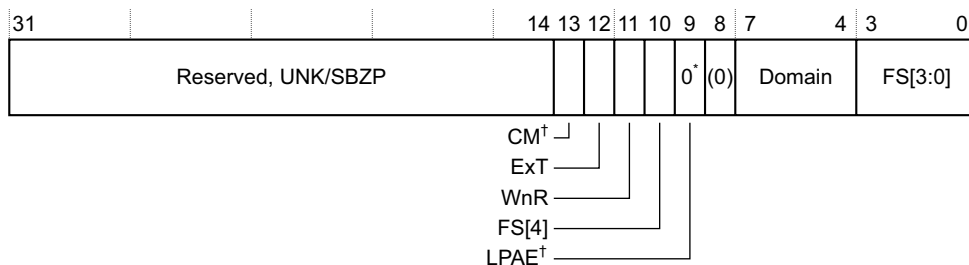 31 14 13 12 11 10 9 8 7 4 3 0
Reserved, UNK/SBZP 0* (0) Domain FS[3:0]
CM†
ExT
WnR
FS[4]
LPAE†